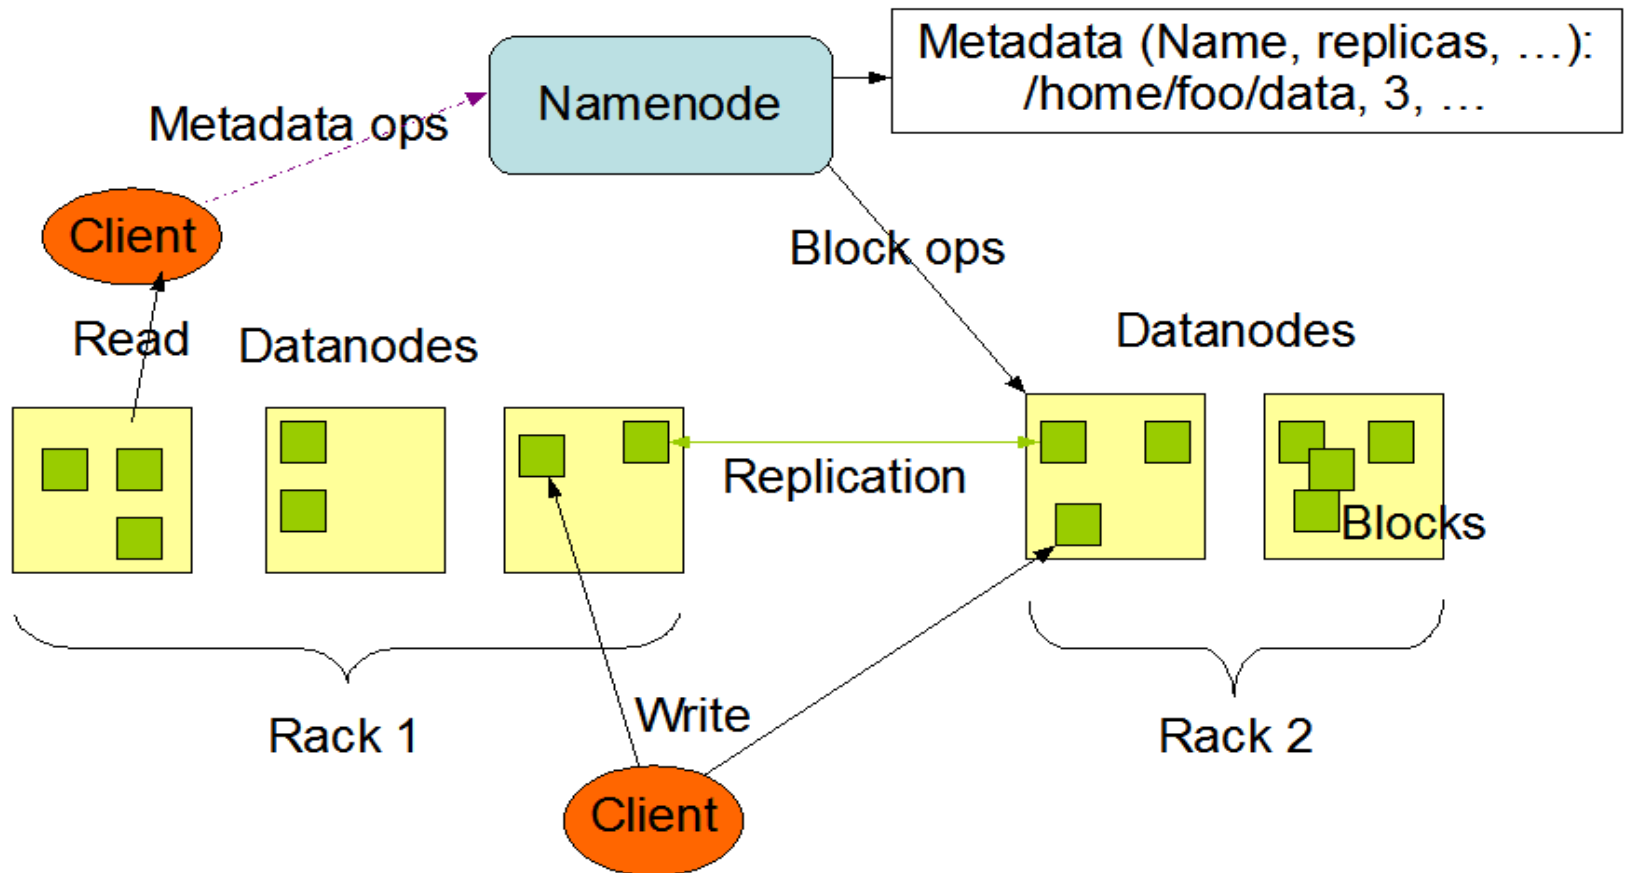 Metadata (Name, replicas, …):
/home/foo/data, 3, …
Namenode
Metadata ops
Client
Block ops
Read
Datanodes
Datanodes
Replication
Blocks
Write
Rack 1
Rack 2
Client